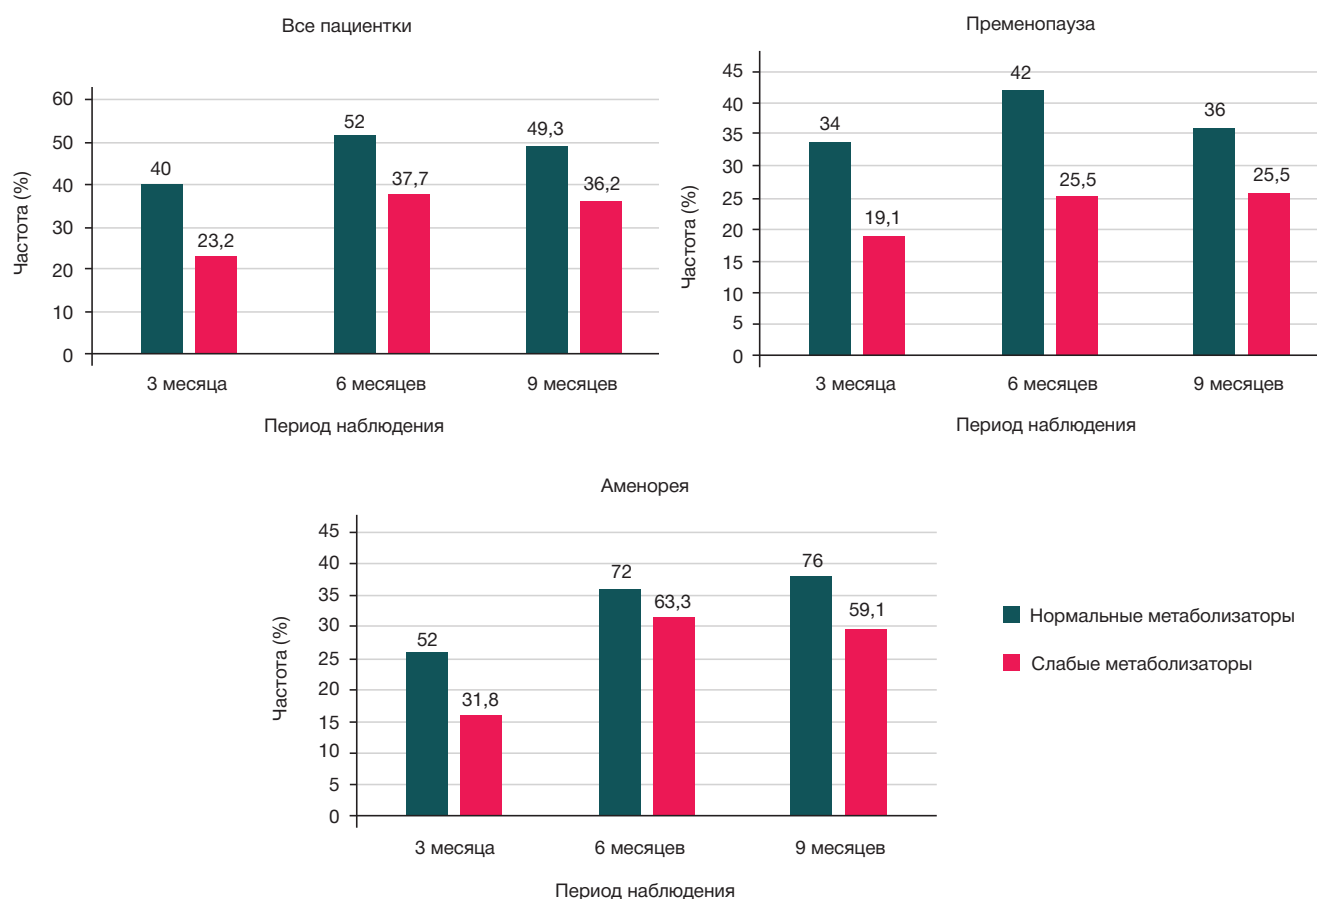 Все пациентки
Частота (%)
60
50
40
30
20
10
0
40
23,2
52
37,7
49,3
36,2
3 месяца
6 месяцев
9 месяцев
Период наблюдения
Пременопауза
Частота (%)
45
40
35
30
25
20
15
10
5
0
34
19,1
42
25,5
36
25,5
3 месяца
6 месяцев
9 месяцев
Период наблюдения
Аменорея
Частота (%)
45
40
35
30
25
20
15
10
5
0
52
31,8
72
63,3
76
59,1
3 месяца
6 месяцев
9 месяцев
Период наблюдения
Нормальные метаболизаторы
Слабые метаболизаторы